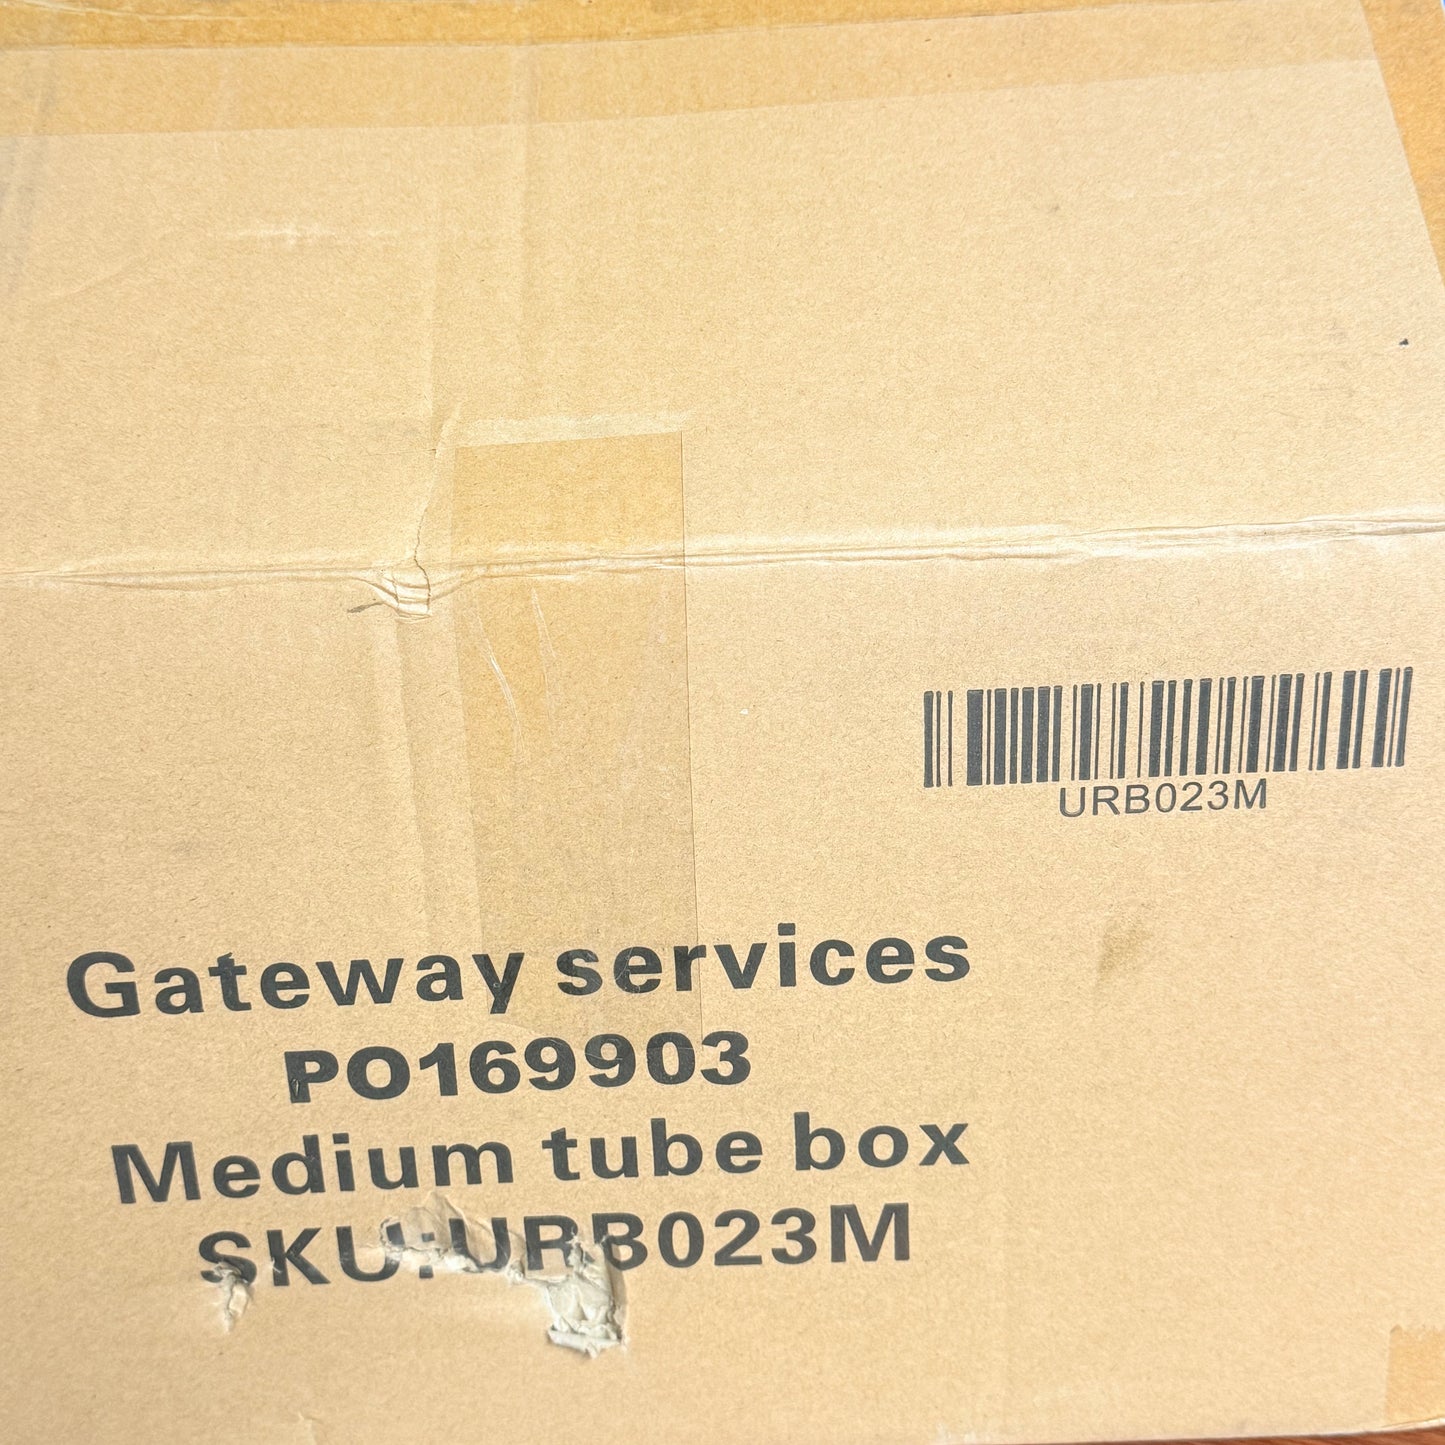 URB023M
Gateway services
PO169903
Medium tube box
SKU:URB023M